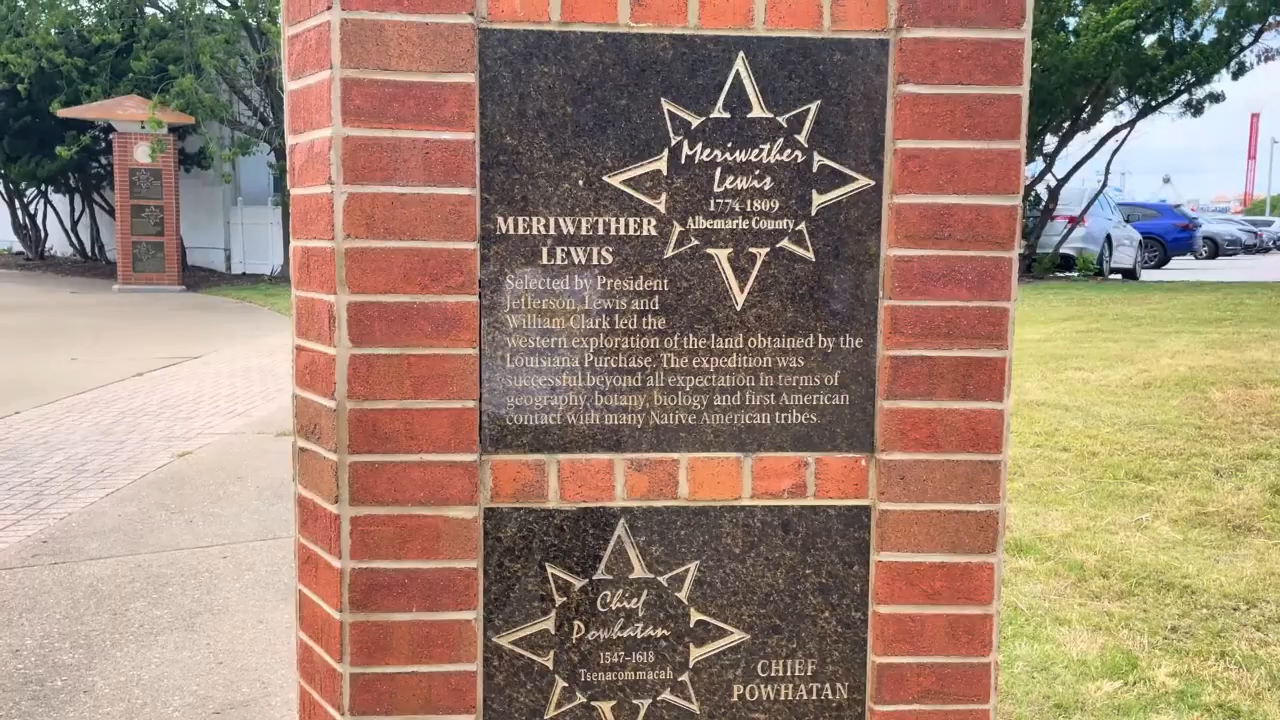 Meriwether
Lewis
1774-1809
Albemarle County
MERIWETHER
LEWIS
Selected by President
Jefferson, Lewis and
William Clark led the
western exploration of the land obtained by the
Louisiana Purchase. The expedition was
successful beyond all expectation in terms of
geography, botany, biology and first American
contact with many Native American tribes.
Chief
Powhatan
1547-1618
Tsenacommacah
CHIEF
POWHATAN